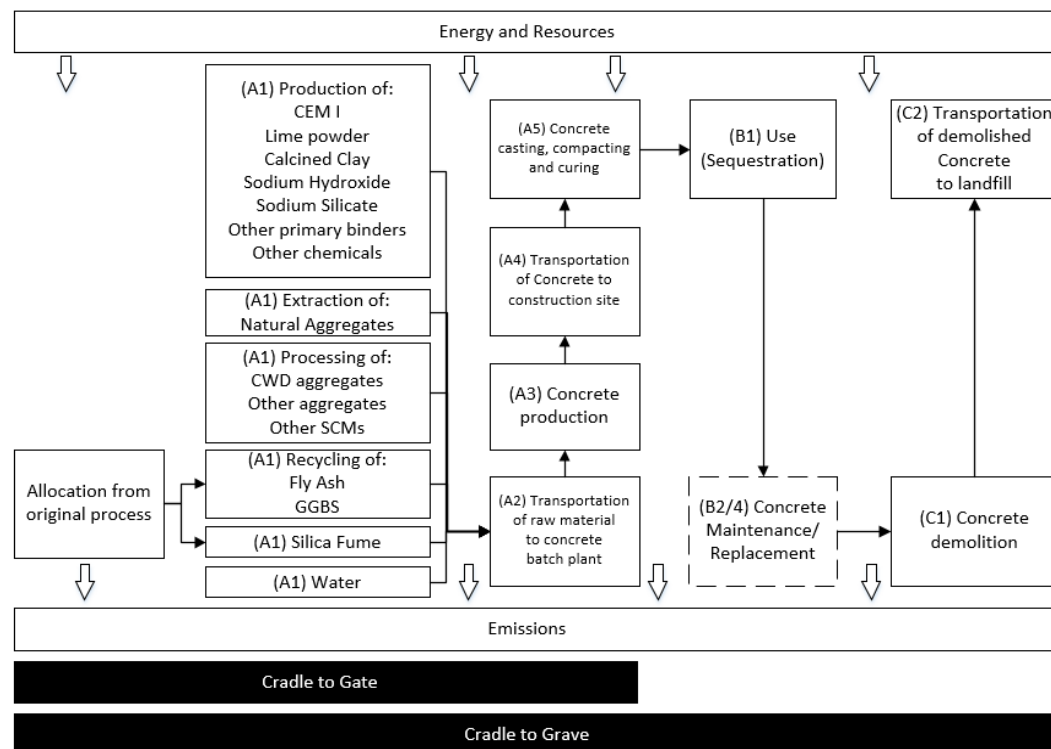 Energy and Resources
(A1) Production of:
CEM I
Lime powder
Calcined Clay
Sodium Hydroxide
Sodium Silicate
Other primary binders
Other chemicals
(A1) Extraction of:
Natural Aggregates
(A1) Processing of:
CWD aggregates
Other aggregates
Other SCMs
Allocation from
original process
(A1) Recycling of:
Fly Ash
GGBS
(A1) Silica Fume
(A1) Water
(A5) Concrete
casting, compacting
and curing
(A4) Transportation
of Concrete to
construction site
(A3) Concrete
production
(A2) Transportation
of raw material
to concrete
batch plant
(B1) Use
(Sequestration)
(B2/4) Concrete
Maintenance/
Replacement
(C2) Transportation
of demolished
Concrete
to landfill
(C1) Concrete
demolition
Emissions
Cradle to Gate
Cradle to Grave